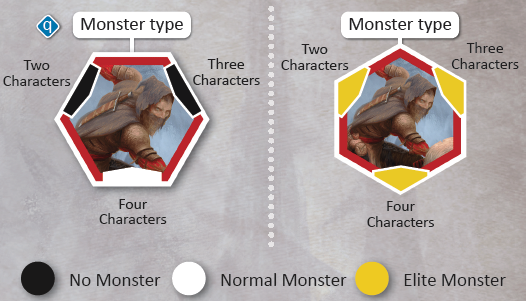 q Monster type
Two
Characters
Three
Characters
Four
Characters
Monster type
Two
Characters
Three
Characters
Four
Characters
No Monster Normal Monster Elite Monster